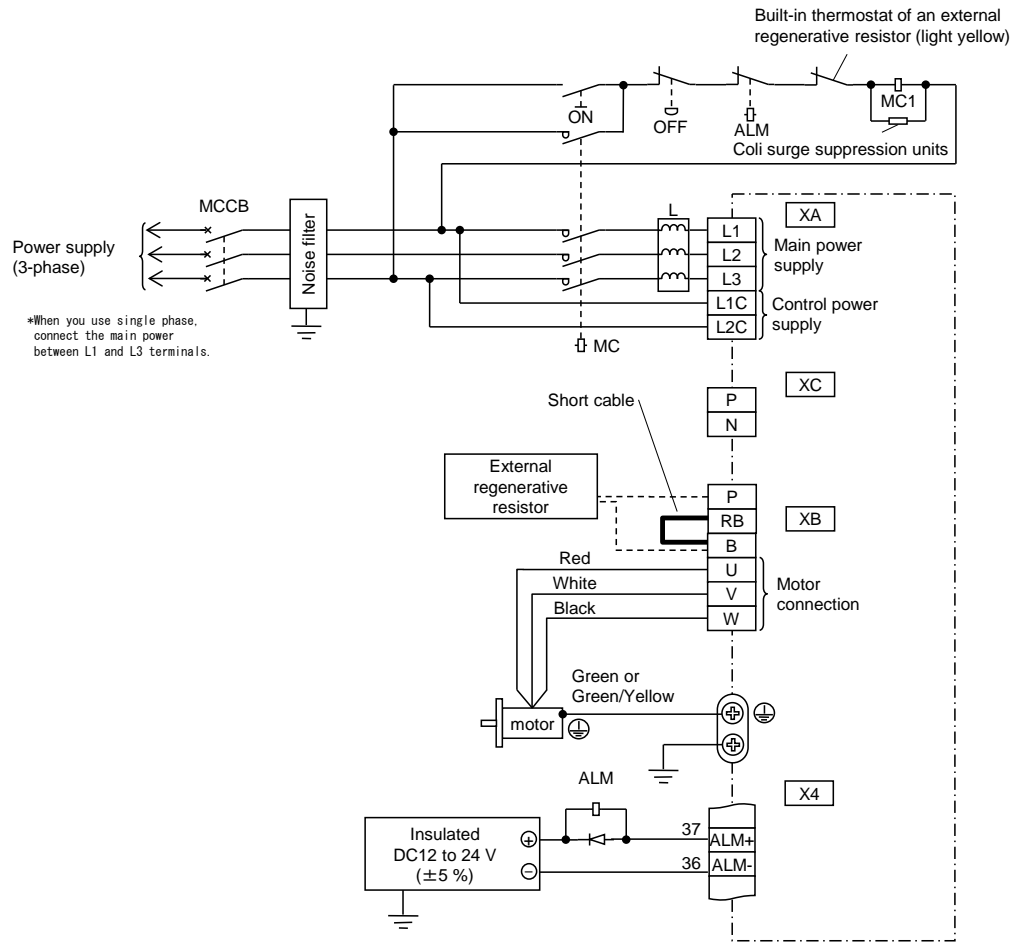 Built-in thermostat of an external
regenerative resistor (light yellow)
MC1
ON
OFF
ALM
Coli surge suppression units
MCCB
Noise filter
L
XA
Power supply
(3-phase)
L1
L2
L3
L1C
L2C
Main power
supply
Control power
supply
*When you use single phase,
connect the main power
between L1 and L3 terminals.
MC
XC
P
N
Short cable
External
regenerative
resistor
XB
P
RB
B
U
V
W
Red
White
Black
Motor
connection
Green or
Green/Yellow
motor
ALM
X4
Insulated
DC12 to 24 V
(±5 %)
+
−
37
ALM+
36
ALM-